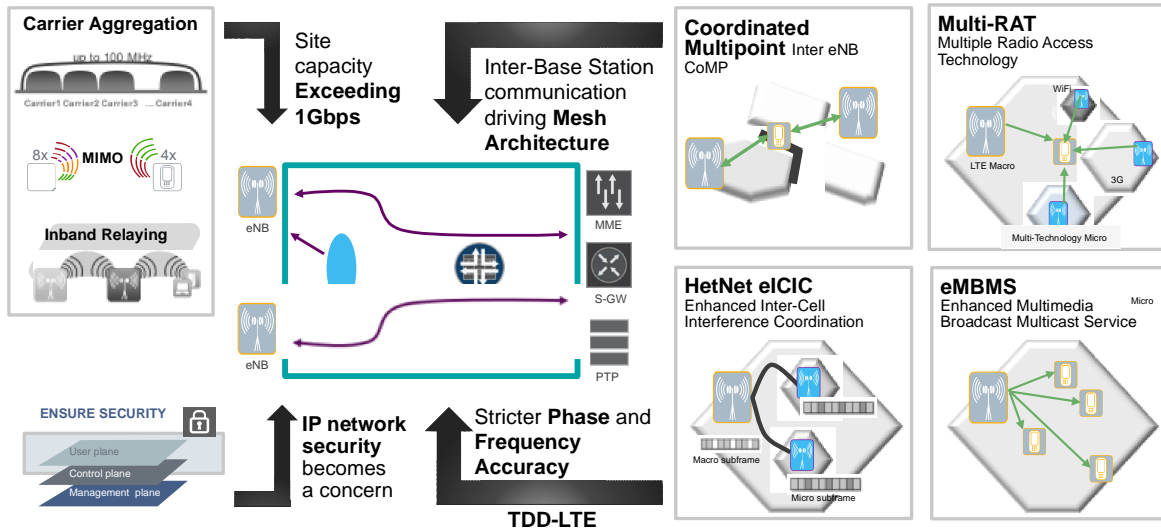 Carrier Aggregation
up to 100 MHz
Carrier1 Carrier2 Carrier3 .... Carrier4
8x MIMO 4x
Inband Relaying
ENSURE SECURITY
User plane
Control plane
Management plane
Site
capacity
Exceeding
1Gbps
Inter-Base Station
communication
driving Mesh
Architecture
eNB
MME
S-GW
eNB
PTP
IP network
security
becomes
a concern
Stricter Phase and
Frequency
Accuracy
TDD-LTE
Coordinated
Multipoint Inter eNB
CoMP
Multi-RAT
Multiple Radio Access
Technology
WiFi
LTE Macro
3G
Multi-Technology Micro
HetNet eICIC
Enhanced Inter-Cell
Interference Coordination
Macro subframe
Micro subframe
eMBMS
Enhanced Multimedia Micro
Broadcast Multicast Service